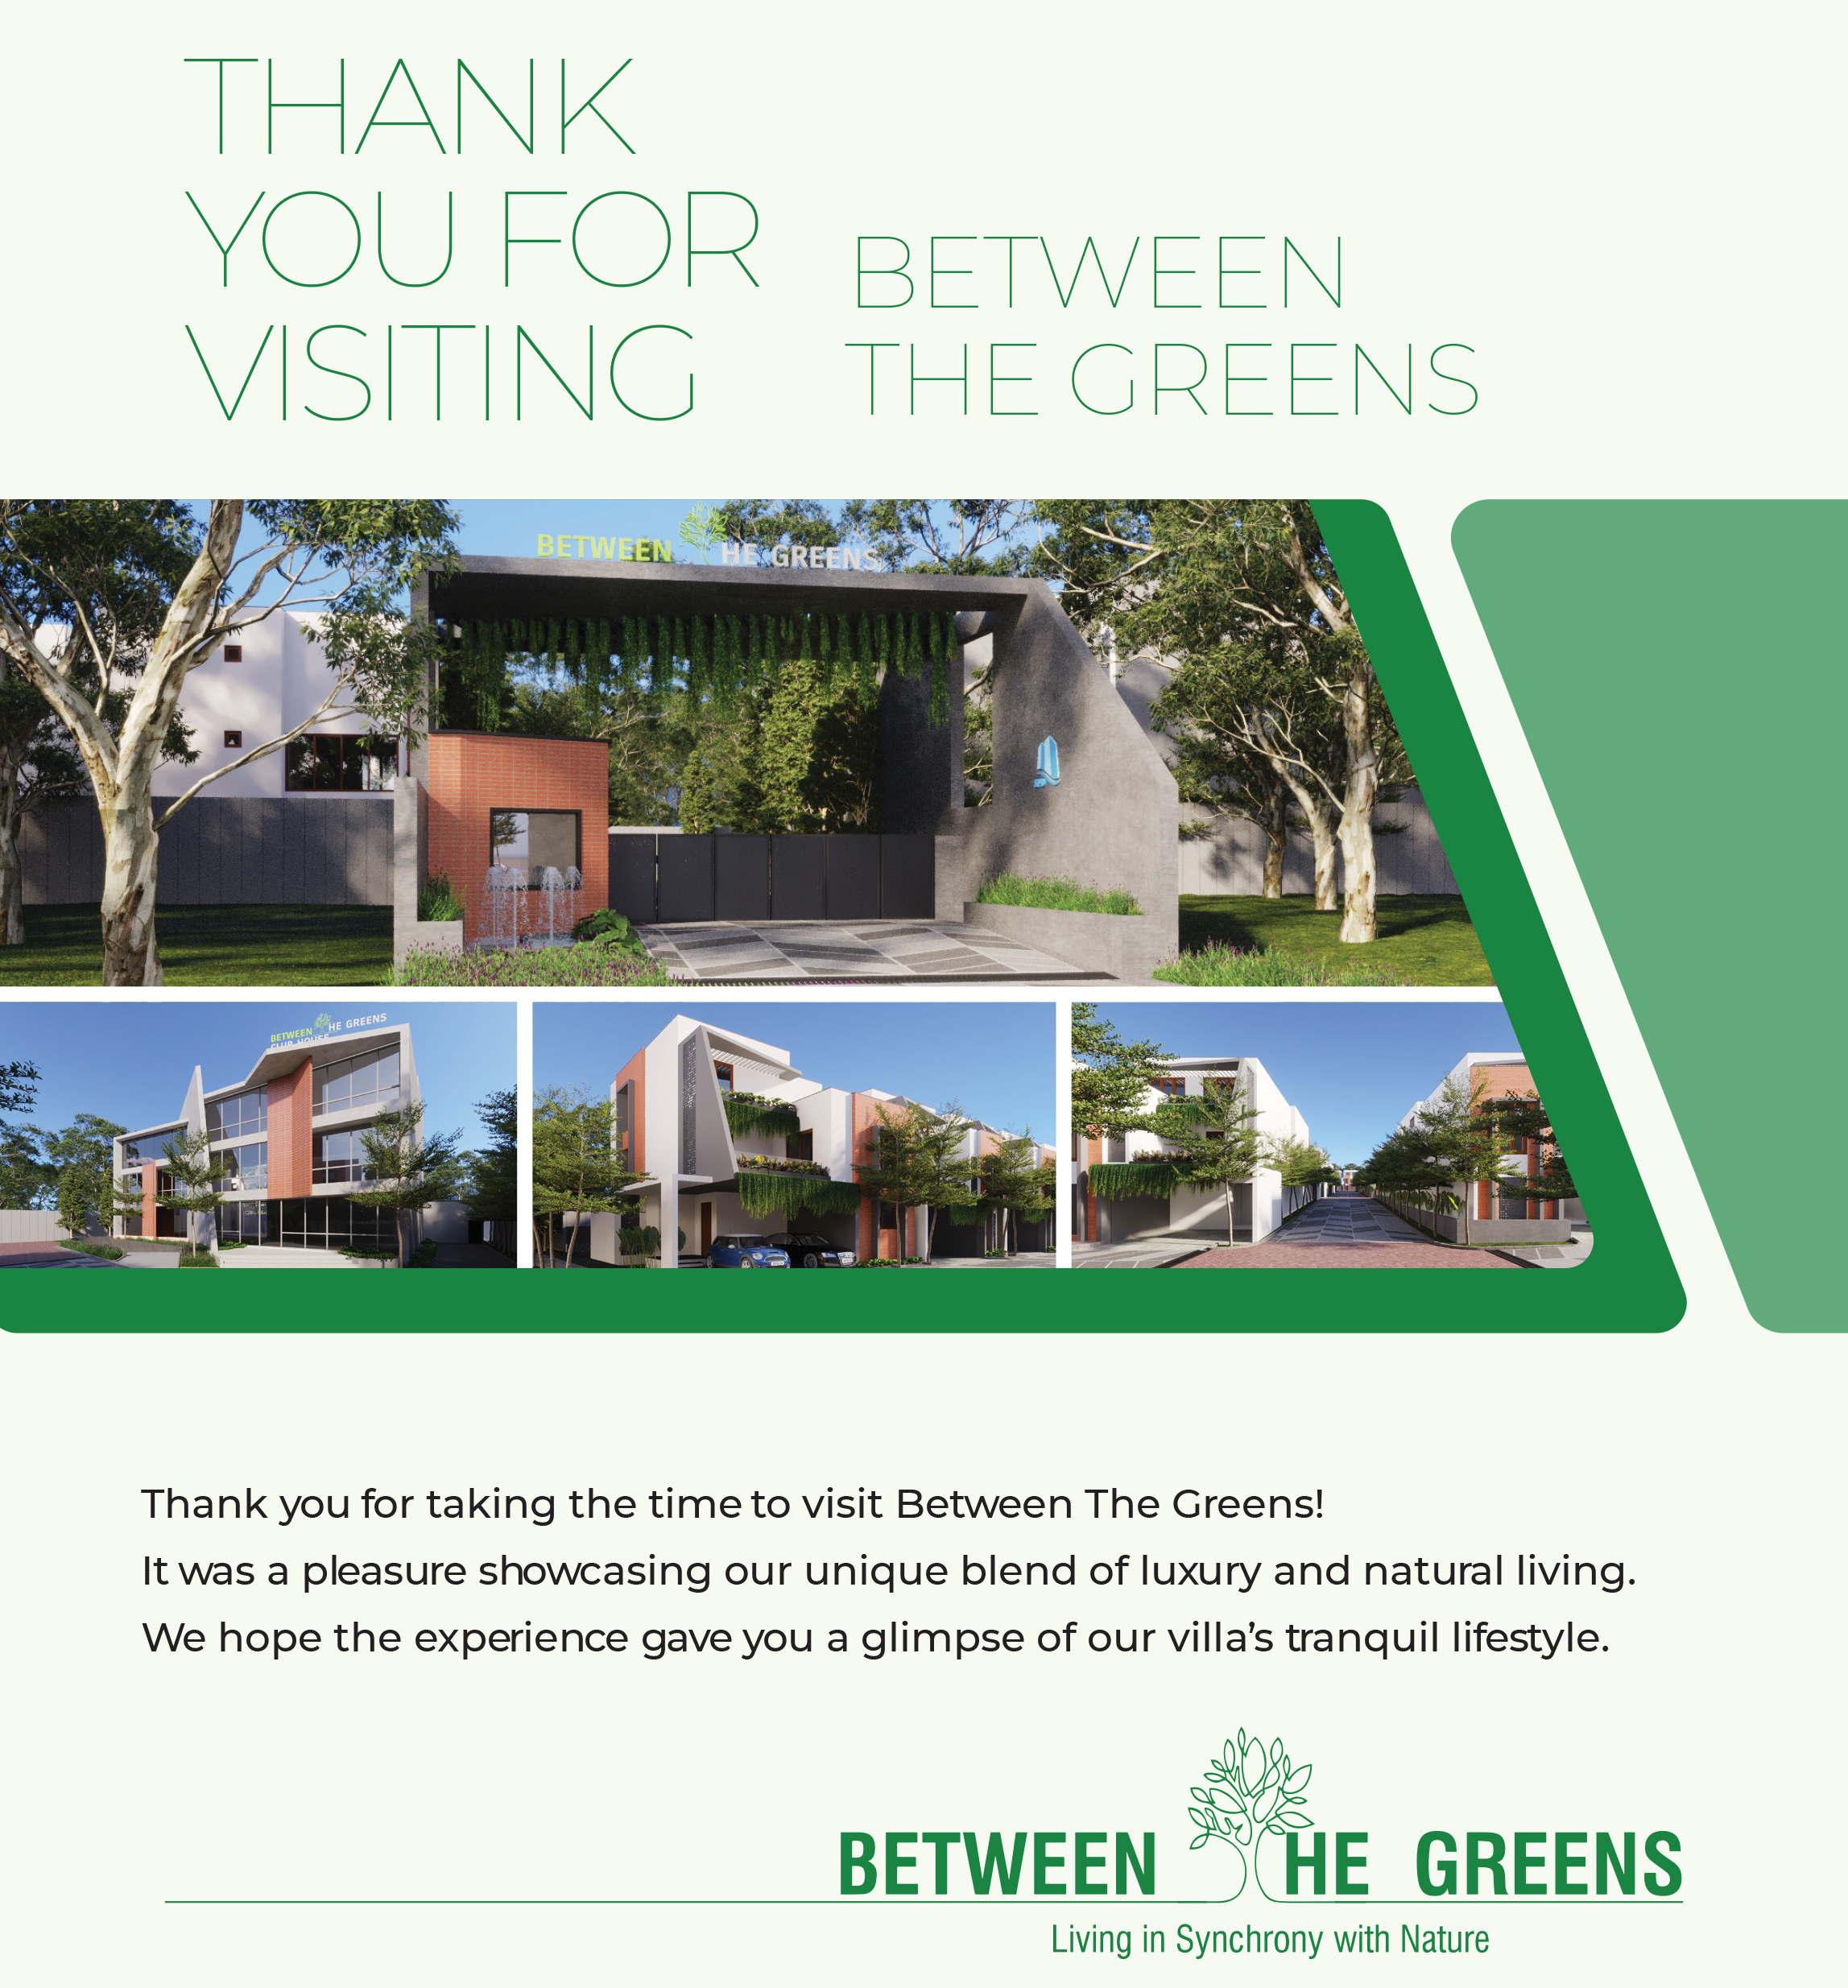 THANK
YOU FOR
VISITING
BETWEEN
THE GREENS
BETWEEN HE GREENS
BETWEEN HE GREENS
CLUB HOUSE
Thank you for taking the time to visit Between The Greens!
It was a pleasure showcasing our unique blend of luxury and natural living.
We hope the experience gave you a glimpse of our villa’s tranquil lifestyle.
BETWEEN HE GREENS
Living in Synchrony with Nature